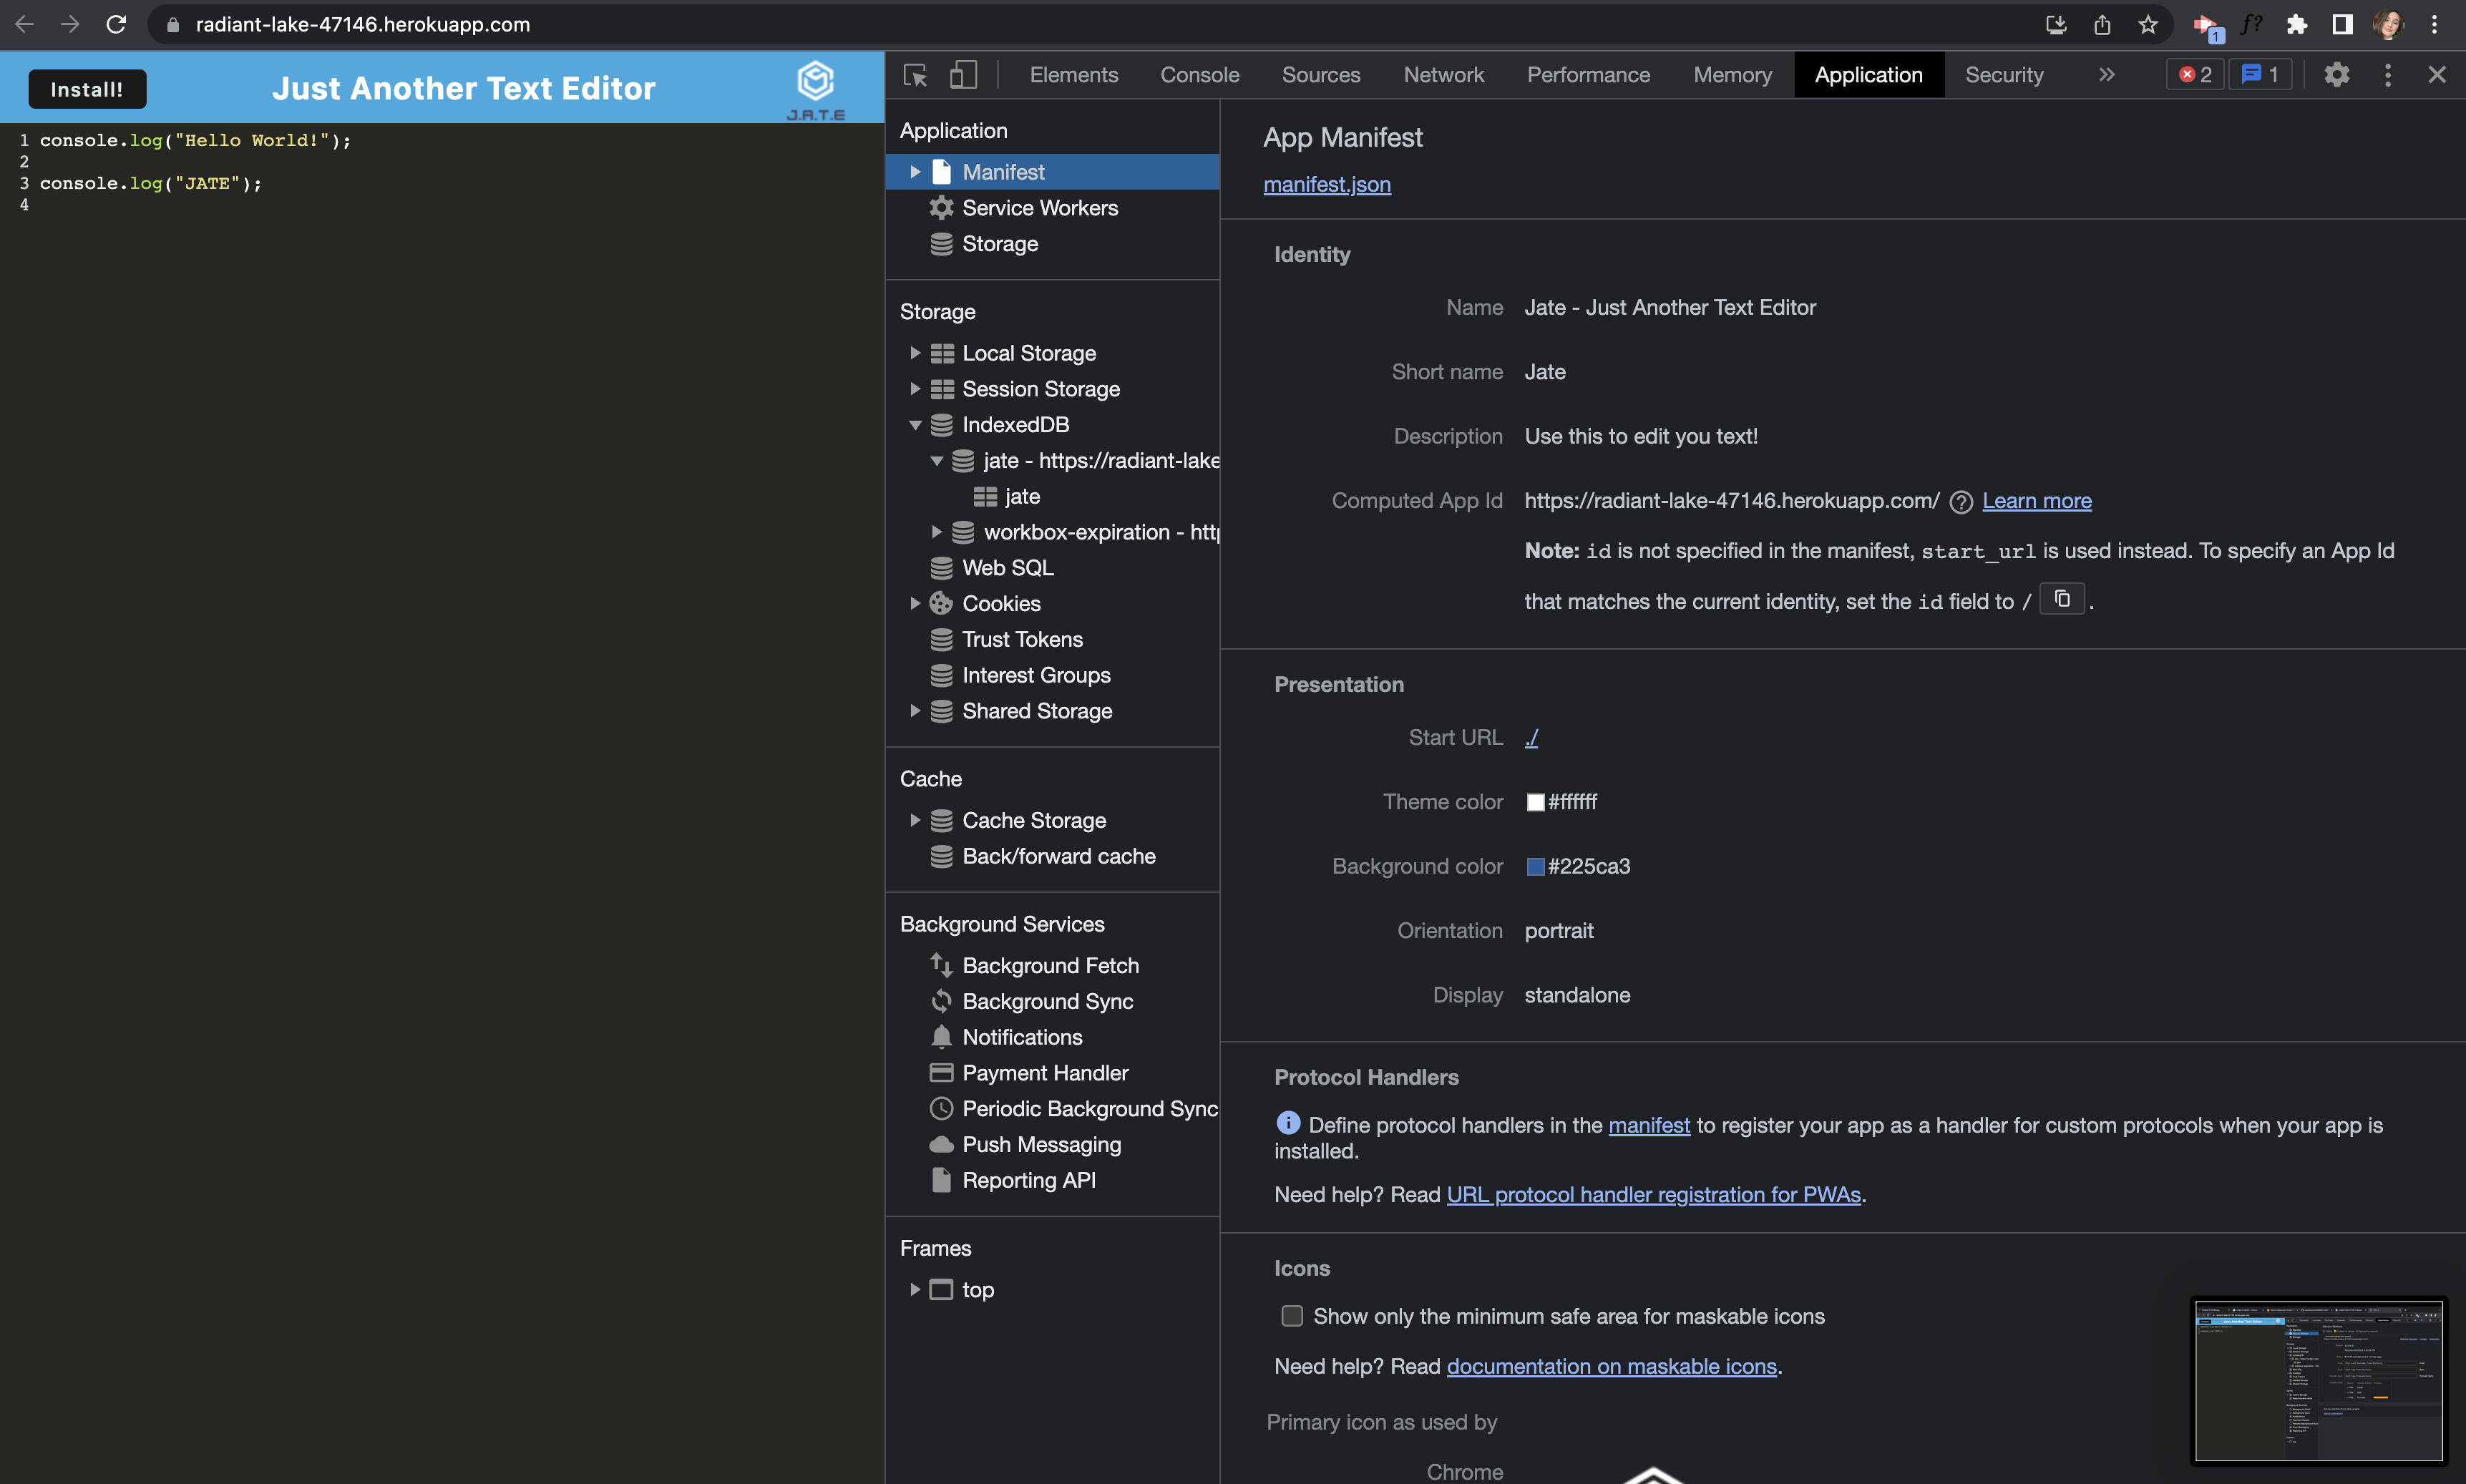 radiant-lake-47146.herokuapp.com
1
f?
Install!
Just Another Text Editor
J.A.T.E
1 console.log("Hello World!");
2
3 console.log("JATE");
4
Elements Console Sources Network Performance Memory Application Security
2
1
Application
Manifest
Service Workers
Storage
Storage
Local Storage
Session Storage
IndexedDB
jate - https://radiant-lake
jate
workbox-expiration - htt
Web SQL
Cookies
Trust Tokens
Interest Groups
Shared Storage
Cache
Cache Storage
Back/forward cache
Background Services
Background Fetch
Background Sync
Notifications
Payment Handler
Periodic Background Sync
Push Messaging
Reporting API
Frames
top
App Manifest
manifest.json
Identity
Name Jate - Just Another Text Editor
Short name Jate
Description Use this to edit you text!
Computed App Id https://radiant-lake-47146.herokuapp.com/ ? Learn more
Note: id is not specified in the manifest, start_url is used instead. To specify an App Id
that matches the current identity, set the id field to / .
Presentation
Start URL ./
Theme color #ffffff
Background color #225ca3
Orientation portrait
Display standalone
Protocol Handlers
Define protocol handlers in the manifest to register your app as a handler for custom protocols when your app is
installed.
Need help? Read URL protocol handler registration for PWAs.
Icons
Show only the minimum safe area for maskable icons
Need help? Read documentation on maskable icons.
Primary icon as used by
Chrome